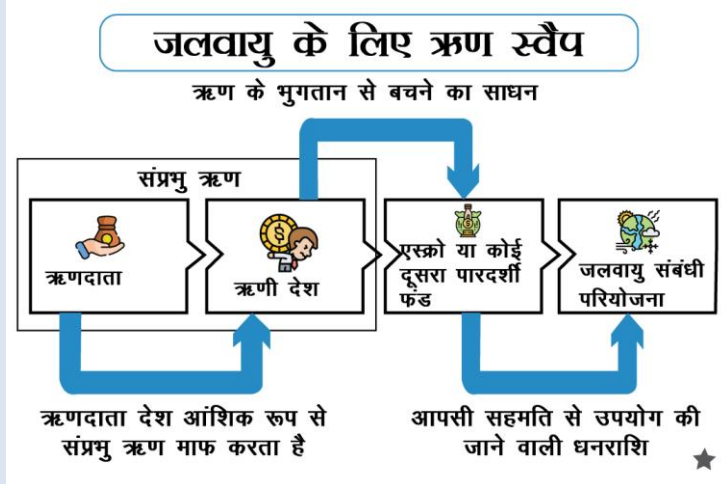 जलवायु के लिए ऋण स्वैप
ऋण के भुगतान से बचने का साधन
संप्रभु ऋण
ऋणदाता
ऋणी देश
एस्क्रो या कोई
दूसरा पारदर्शी
फंड
जलवायु संबंधी
परियोजना
ऋणदाता देश आंशिक रूप से
संप्रभु ऋण माफ करता है
आपसी सहमति से उपयोग की
जाने वाली धनराशि